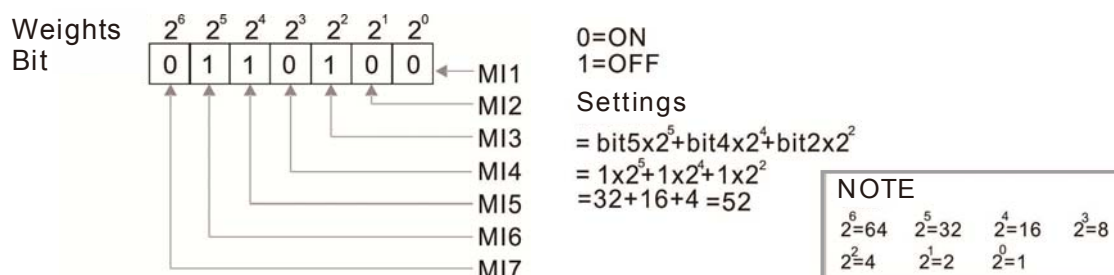 Weights 2⁶ 2⁵ 2⁴ 2³ 2² 2¹ 2⁰
Bit 0 1 1 0 1 0 0
MI1
MI2
MI3
MI4
MI5
MI6
MI7
0=ON
1=OFF
Settings
= bit5x2⁵+bit4x2⁴+bit2x2²
= 1x2⁵+1x2⁴+1x2²
=32+16+4 =52
NOTE
2⁶=64 2⁵=32 2⁴=16 2³=8
2²=4 2¹=2 2⁰=1